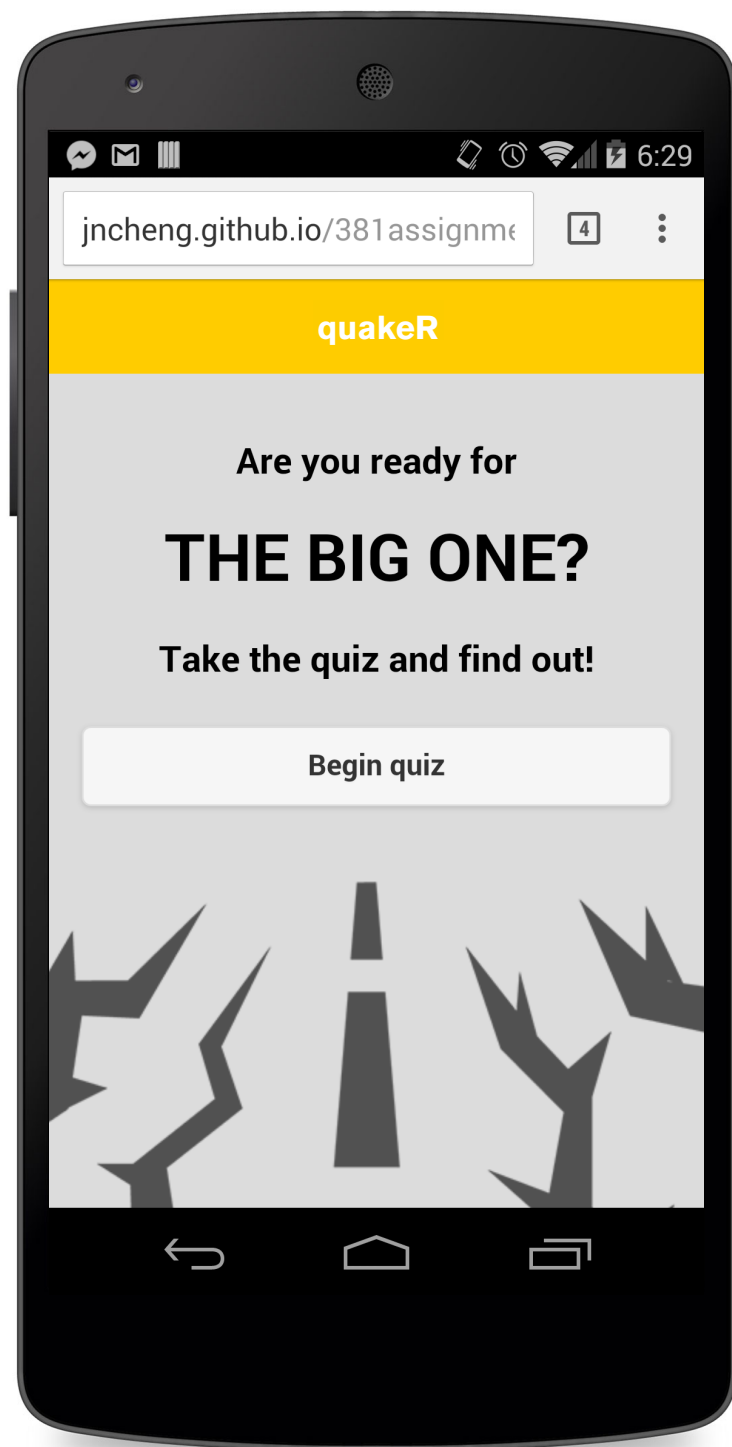 6:29
jncheng.github.io/381assignme
4
quakeR
Are you ready for
THE BIG ONE?
Take the quiz and find out!
Begin quiz